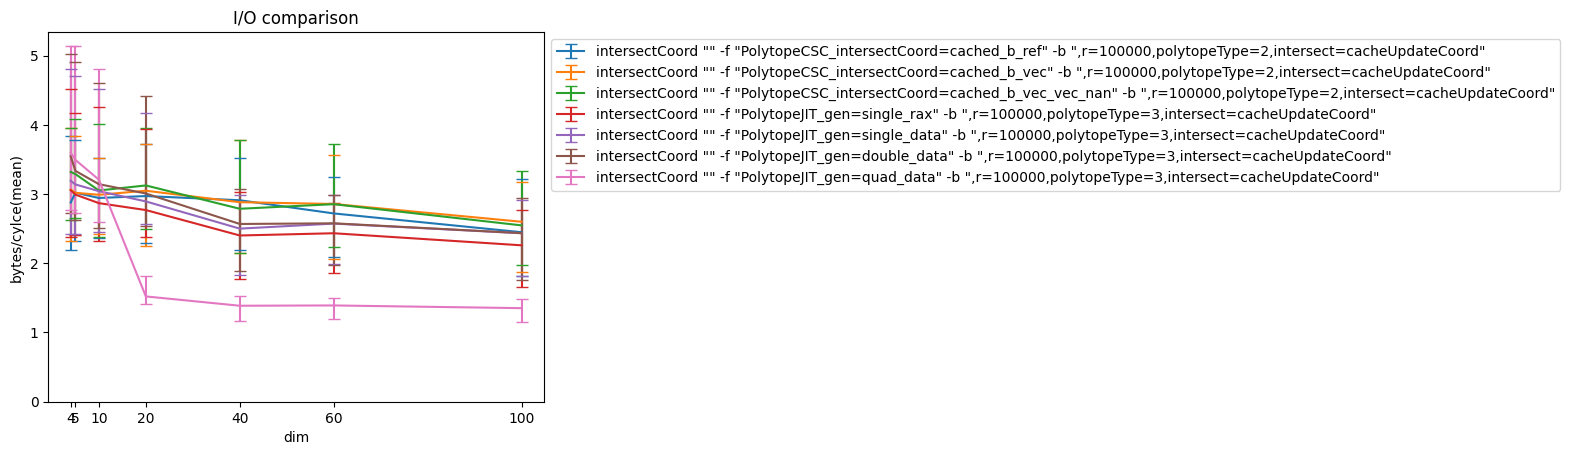 I/O comparison
bytes/cylce(mean)
5
4
3
2
1
0
4 5 10 20 40 60 100
dim
intersectCoord "" -f "PolytopeCSC_intersectCoord=cached_b_ref" -b ",r=100000,polytopeType=2,intersect=cacheUpdateCoord"
intersectCoord "" -f "PolytopeCSC_intersectCoord=cached_b_vec" -b ",r=100000,polytopeType=2,intersect=cacheUpdateCoord"
intersectCoord "" -f "PolytopeCSC_intersectCoord=cached_b_vec_vec_nan" -b ",r=100000,polytopeType=2,intersect=cacheUpdateCoord"
intersectCoord "" -f "PolytopeJIT_gen=single_rax" -b ",r=100000,polytopeType=3,intersect=cacheUpdateCoord"
intersectCoord "" -f "PolytopeJIT_gen=single_data" -b ",r=100000,polytopeType=3,intersect=cacheUpdateCoord"
intersectCoord "" -f "PolytopeJIT_gen=double_data" -b ",r=100000,polytopeType=3,intersect=cacheUpdateCoord"
intersectCoord "" -f "PolytopeJIT_gen=quad_data" -b ",r=100000,polytopeType=3,intersect=cacheUpdateCoord"